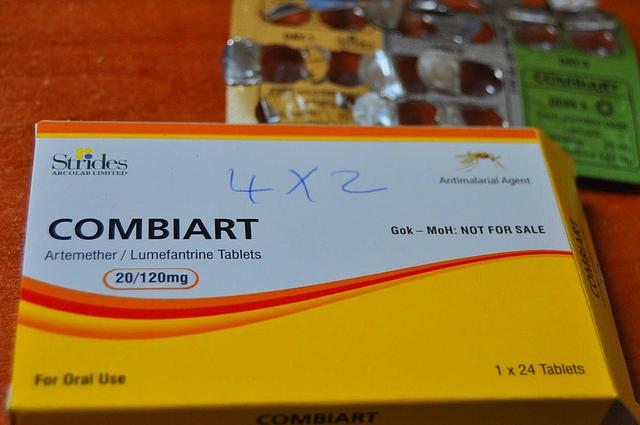 COMBIART
Strides
ARCOLAB LIMITED
4 X 2
Antimalarial Agent
COMBIART
Gok – MoH: NOT FOR SALE
Artemether / Lumefantrine Tablets
20/120mg
For Oral Use
1 x 24 Tablets
COMBIART
COMBIART